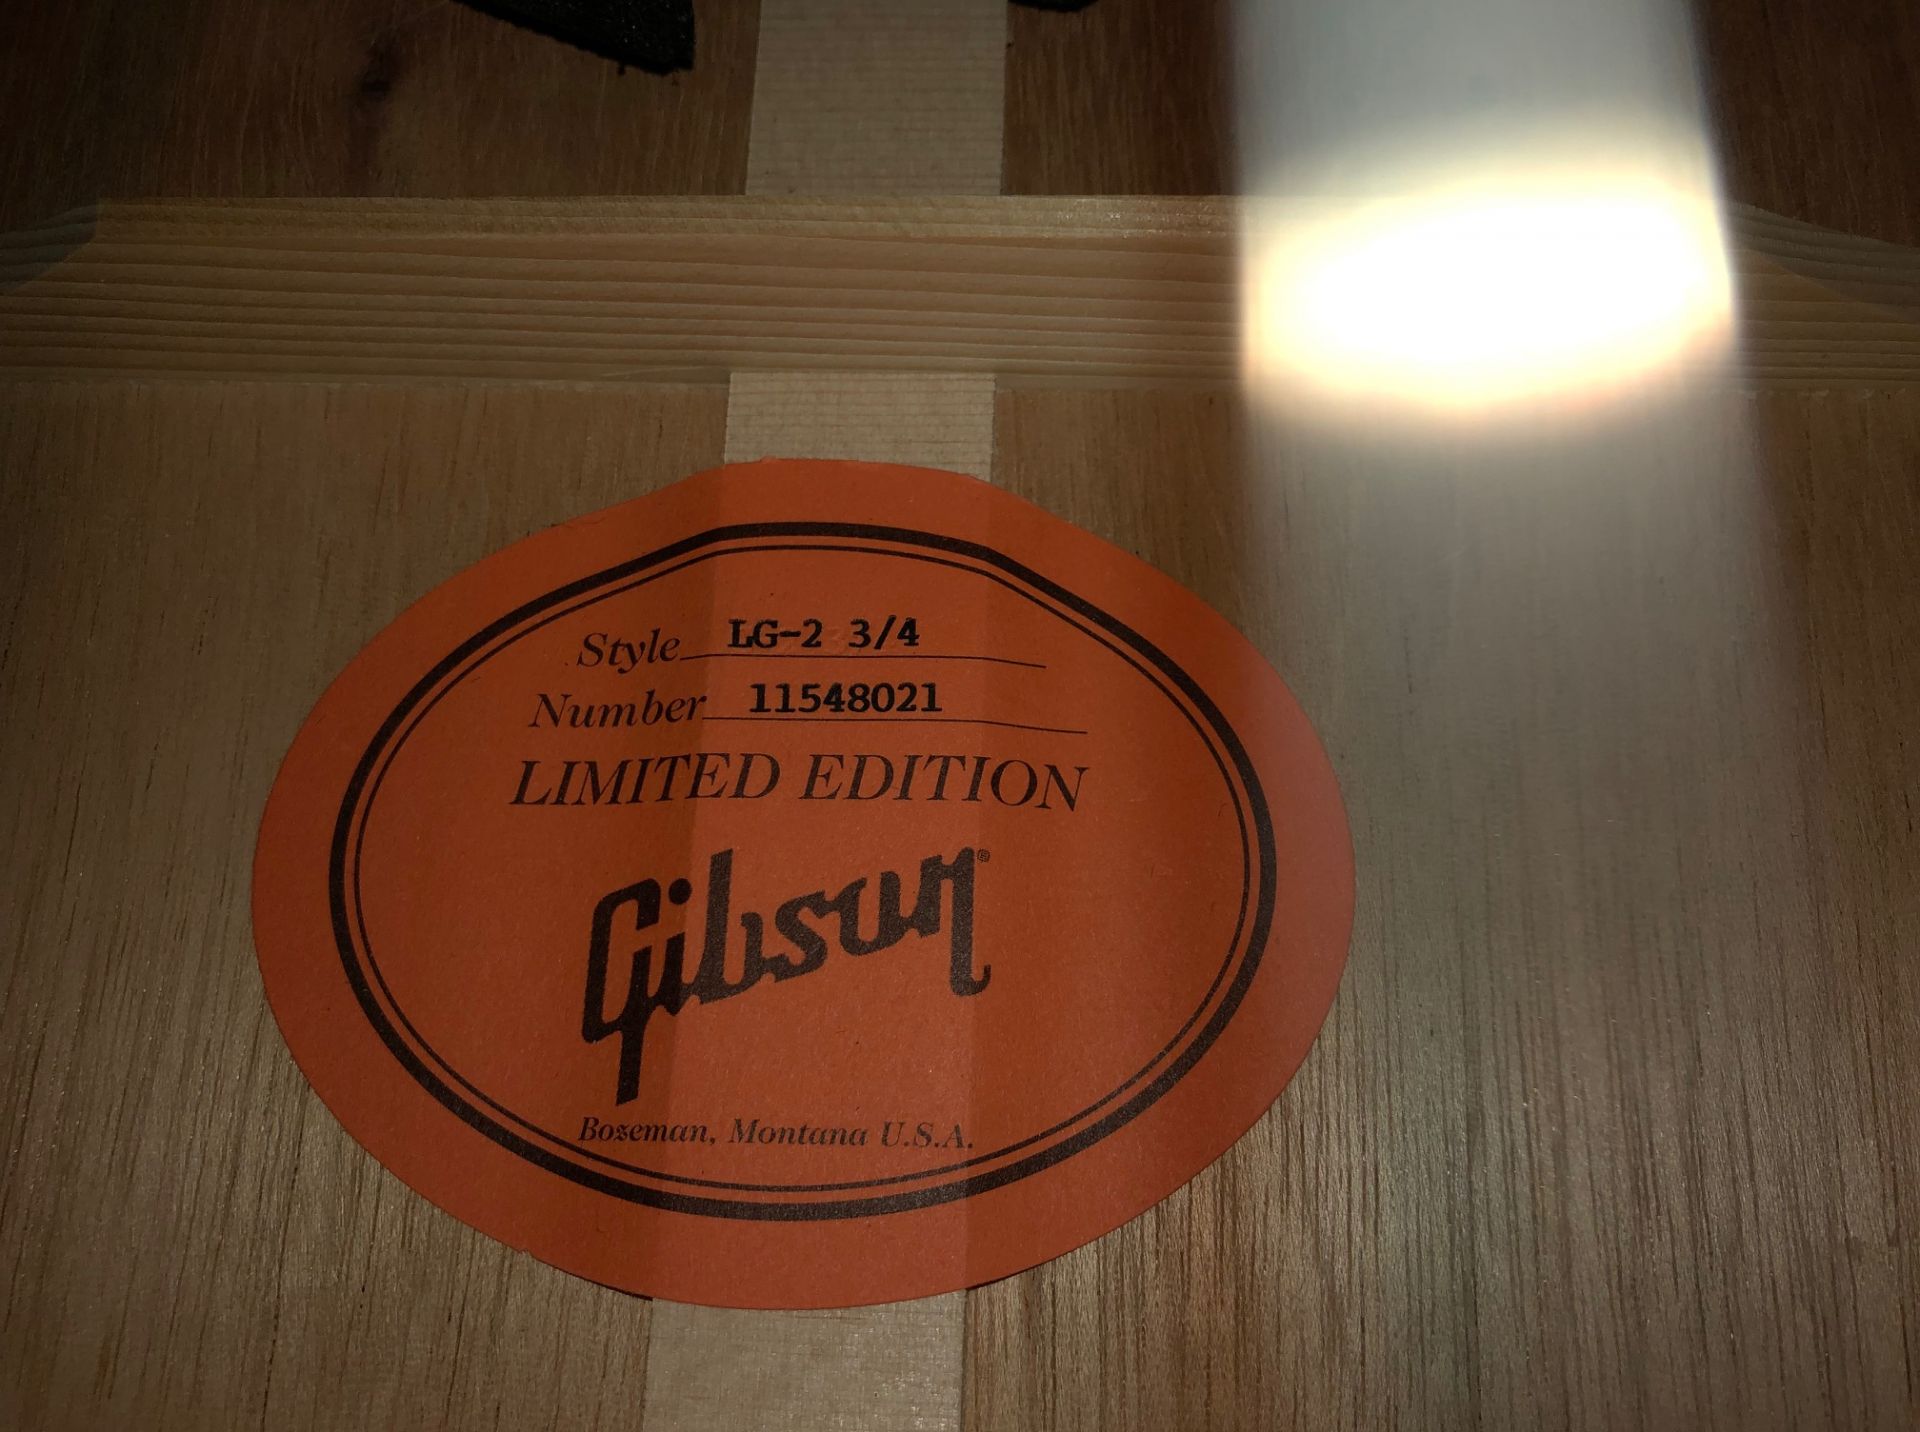 Style LG-2 3/4
Number 11548021
LIMITED EDITION
Gibson®
Bozeman, Montana U.S.A.